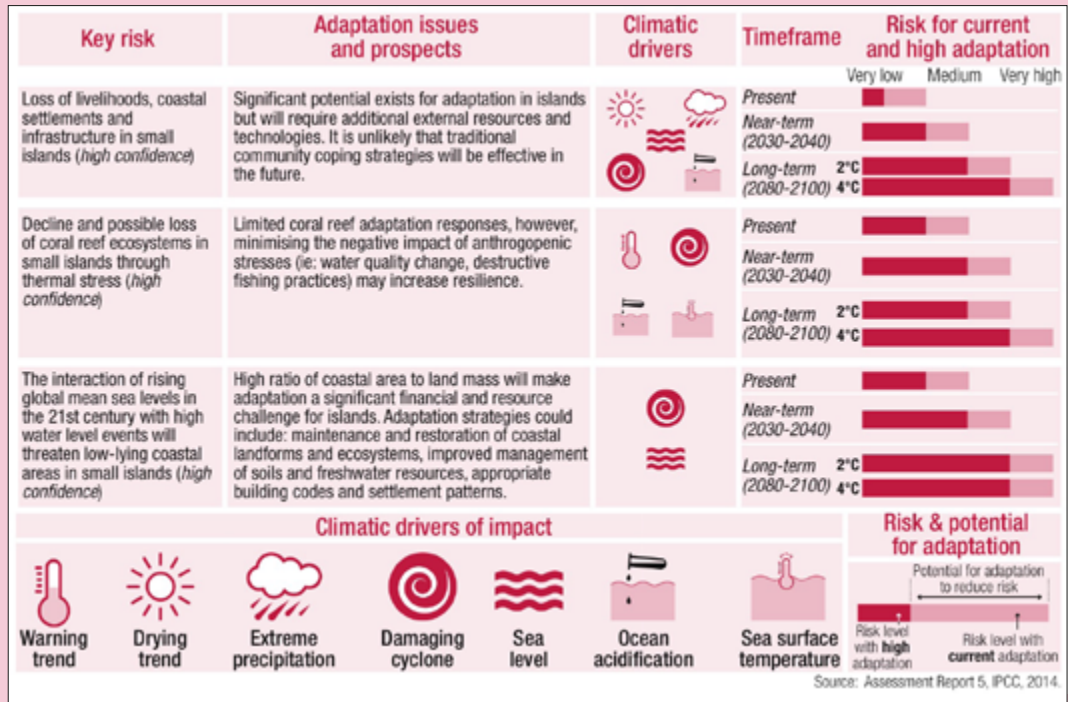 Key risk
Adaptation issues
and prospects
Climatic
drivers
Timeframe
Risk for current
and high adaptation
Very low Medium Very high
Loss of livelihoods, coastal
settlements and
infrastructure in small
islands (high confidence)
Significant potential exists for adaptation in islands
but will require additional external resources and
technologies. It is unlikely that traditional
community coping strategies will be effective in
the future.
Present
Near-term
(2030-2040)
Long-term 2°C
(2080-2100) 4°C
Decline and possible loss
of coral reef ecosystems in
small islands through
thermal stress (high
confidence)
Limited coral reef adaptation responses, however,
minimising the negative impact of anthropogenic
stresses (ie: water quality change, destructive
fishing practices) may increase resilience.
Present
Near-term
(2030-2040)
Long-term 2°C
(2080-2100) 4°C
The interaction of rising
global mean sea levels in
the 21st century with high
water level events will
threaten low-lying coastal
areas in small islands (high
confidence)
High ratio of coastal area to land mass will make
adaptation a significant financial and resource
challenge for islands. Adaptation strategies could
include: maintenance and restoration of coastal
landforms and ecosystems, improved management
of soils and freshwater resources, appropriate
building codes and settlement patterns.
Present
Near-term
(2030-2040)
Long-term 2°C
(2080-2100) 4°C
Climatic drivers of impact
Warning
trend
Drying
trend
Extreme
precipitation
Damaging
cyclone
Sea
level
Ocean
acidification
Sea surface
temperature
Risk & potential
for adaptation
Potential for adaptation
to reduce risk
Risk level
with high
adaptation
Risk level with
current adaptation
Source: Assessment Report 5, IPCC, 2014.